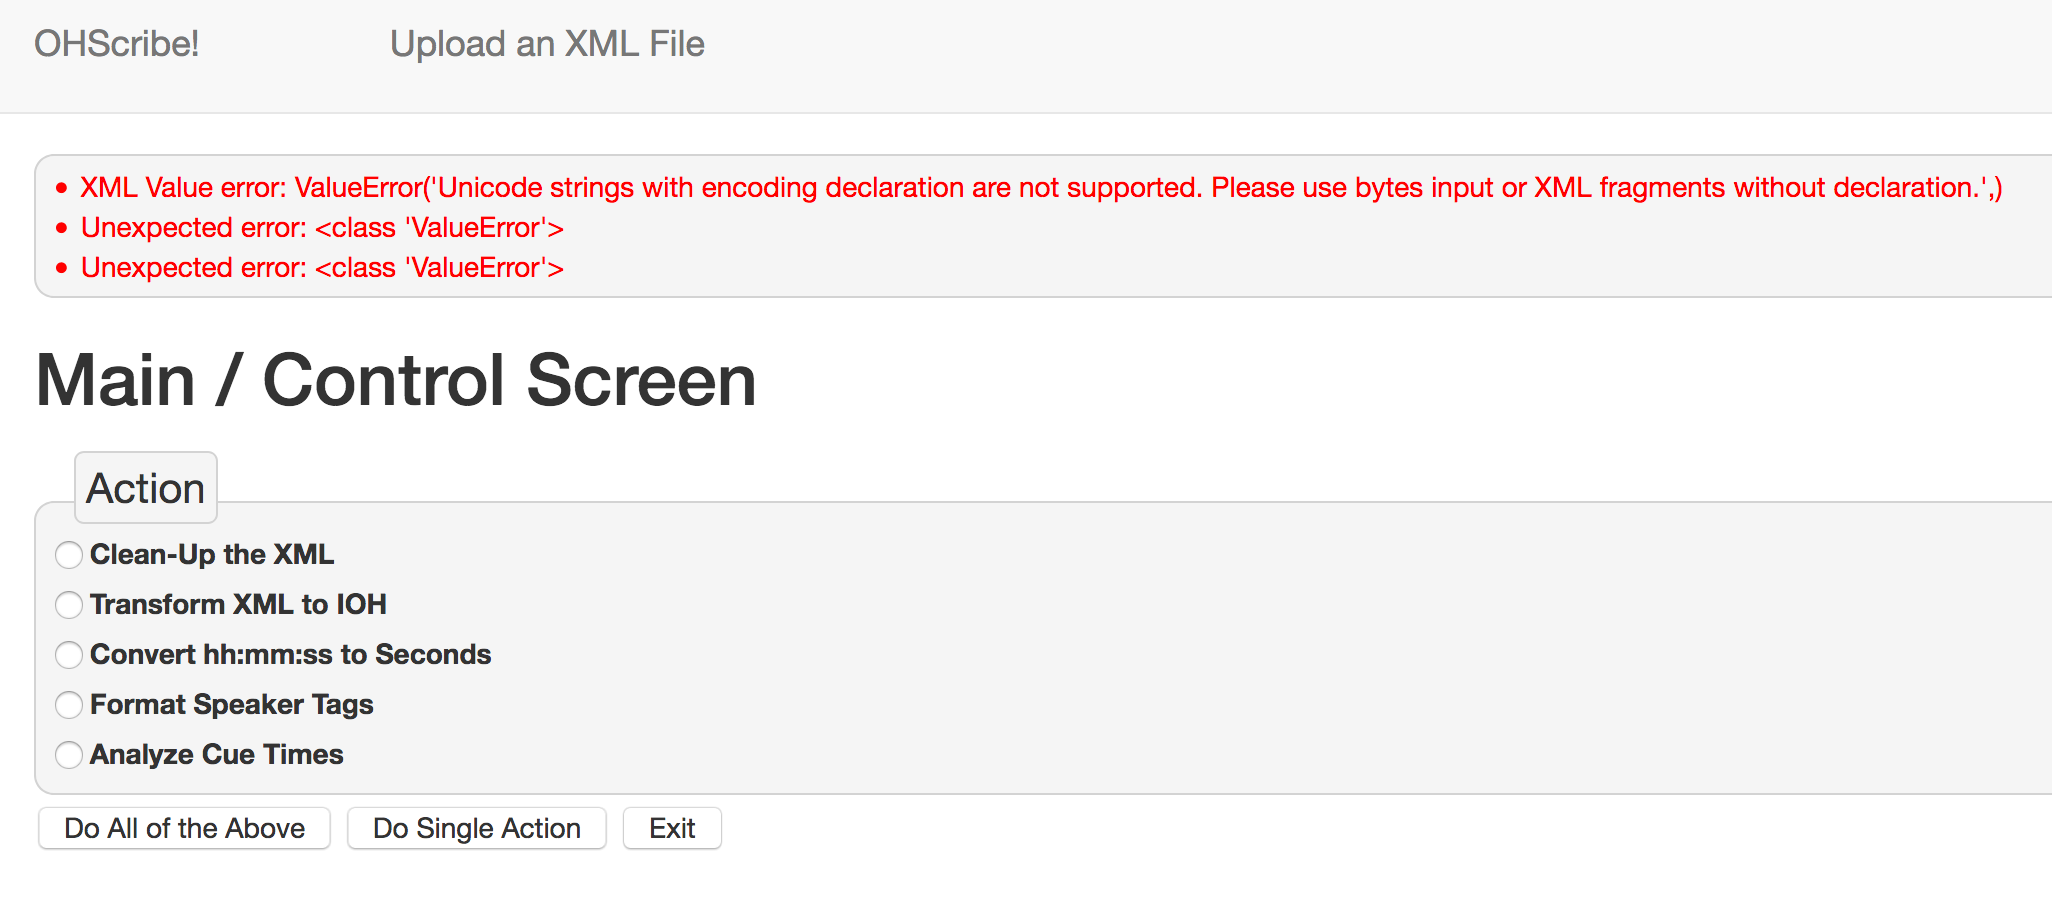 OHScribe! Upload an XML File
XML Value error: ValueError('Unicode strings with encoding declaration are not supported. Please use bytes input or XML fragments without declaration.',)
Unexpected error: <class 'ValueError'>
Unexpected error: <class 'ValueError'>
Main / Control Screen
Action
Clean-Up the XML
Transform XML to IOH
Convert hh:mm:ss to Seconds
Format Speaker Tags
Analyze Cue Times
Do All of the Above Do Single Action Exit